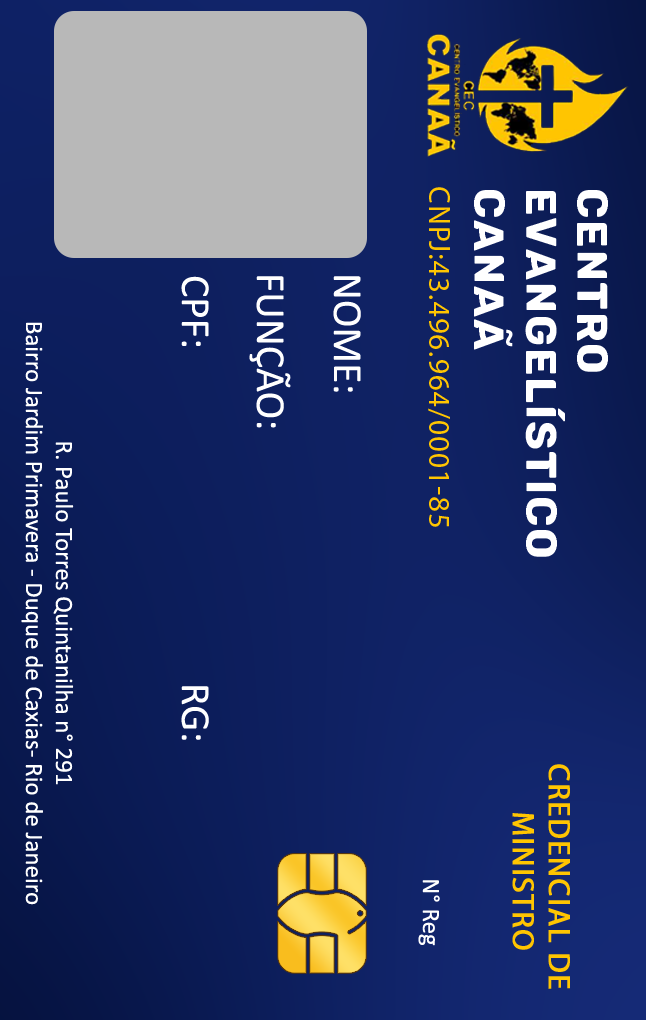 CEC
CENTRO EVANGELÍSTICO
CANAÃ
CENTRO
EVANGELÍSTICO
CANAÃ
CNPJ:43.496.964/0001-85
CREDENCIAL DE
MINISTRO
N° Reg
NOME:
FUNÇÃO:
CPF:
RG:
R. Paulo Torres Quintanilha n° 291
Bairro Jardim Primavera - Duque de Caxias- Rio de Janeiro